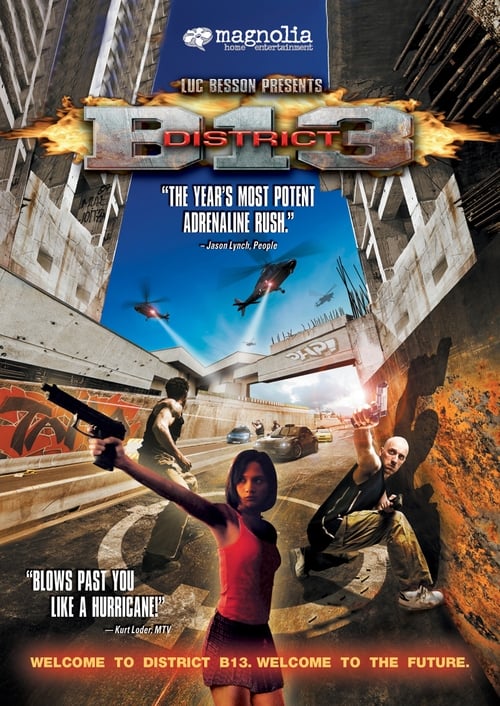 magnolia
home entertainment
LUC BESSON PRESENTS
DISTRICT
B13
"THE YEAR'S MOST POTENT
ADRENALINE RUSH."
– Jason Lynch, People
"BLOWS PAST YOU
LIKE A HURRICANE!"
— Kurt Loder, MTV
WELCOME TO DISTRICT B13. WELCOME TO THE FUTURE.